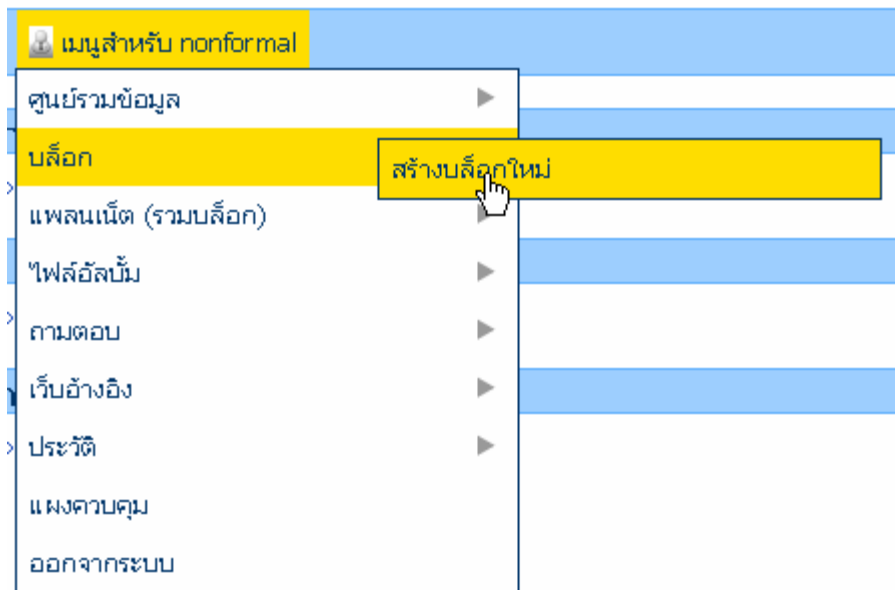 เมนูสำหรับ nonformal
ศูนย์รวมข้อมูล
บล็อก
สร้างบล็อกใหม่
แพลนเน็ต (รวมบล็อก)
ไฟล์อัลบั้ม
ถามตอบ
เว็บอ้างอิง
ประวัติ
แผงควบคุม
ออกจากระบบ